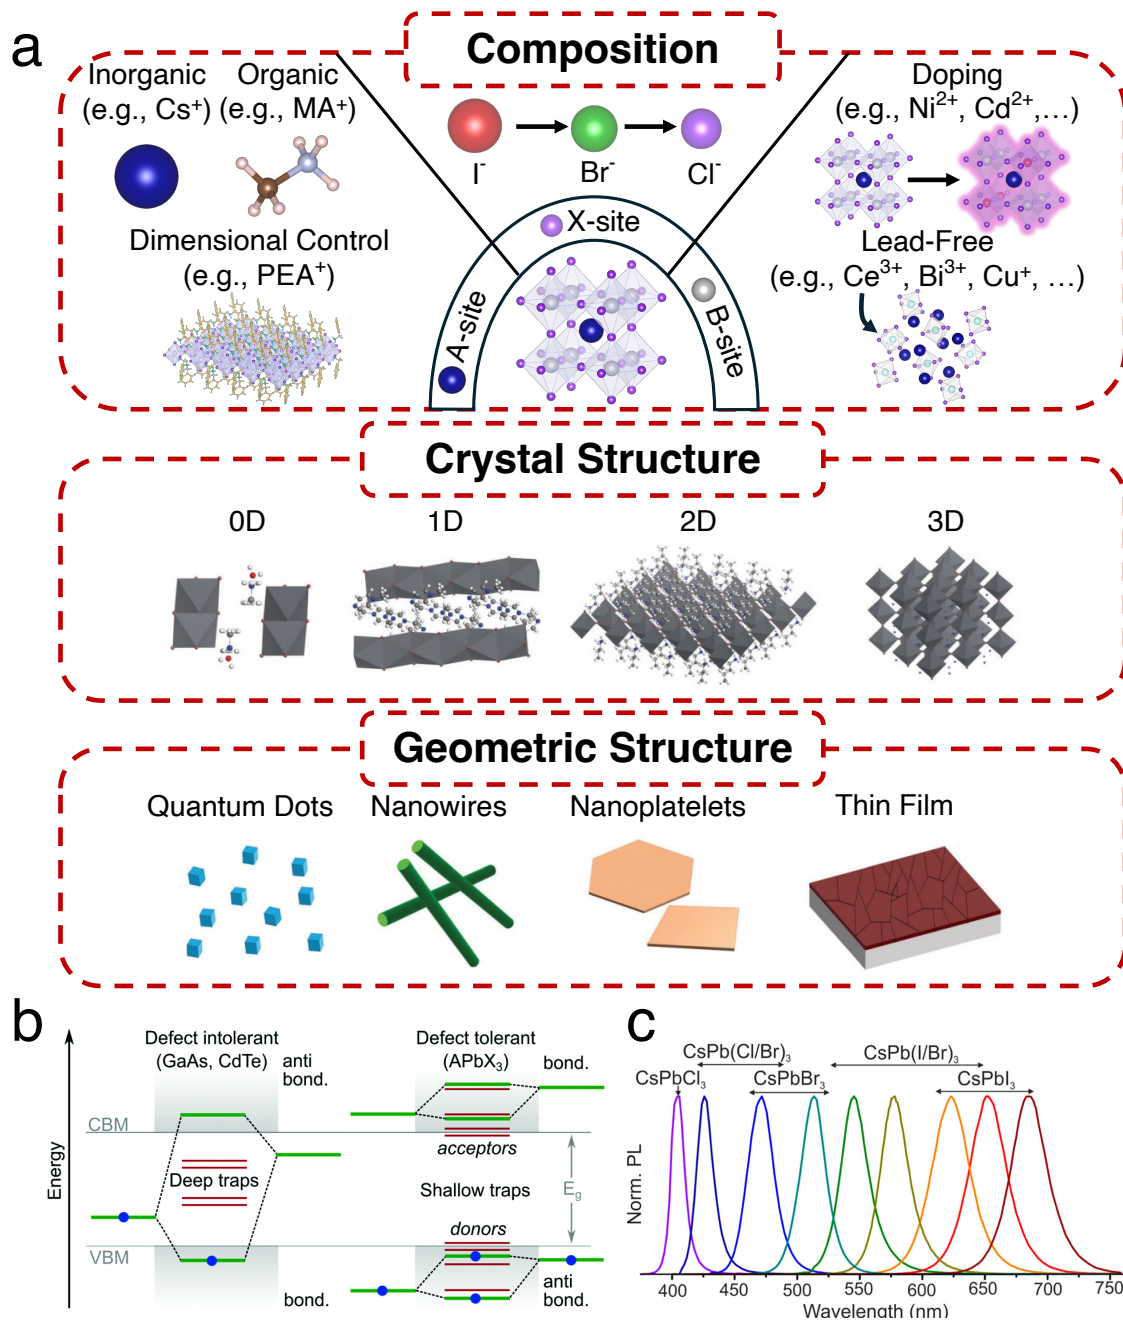 a
Composition
Inorganic
(e.g., Cs⁺)
Organic
(e.g., MA⁺)
I⁻
Br⁻
Cl⁻
Doping
(e.g., Ni²⁺, Cd²⁺,…)
Dimensional Control
(e.g., PEA⁺)
X-site
A-site
B-site
Lead-Free
(e.g., Ce³⁺, Bi³⁺, Cu⁺, …)
Crystal Structure
0D
1D
2D
3D
Geometric Structure
Quantum Dots
Nanowires
Nanoplatelets
Thin Film
b
Energy
Defect intolerant
(GaAs, CdTe)
anti
bond.
Defect tolerant
(APbX₃)
bond.
CBM
acceptors
Deep traps
Shallow traps
E₉
donors
VBM
bond.
anti
bond.
c
CsPb(Cl/Br)₃
CsPb(I/Br)₃
CsPbCl₃
CsPbBr₃
CsPbI₃
Norm. PL
400 450 500 550 600 650 700 750
Wavelength (nm)